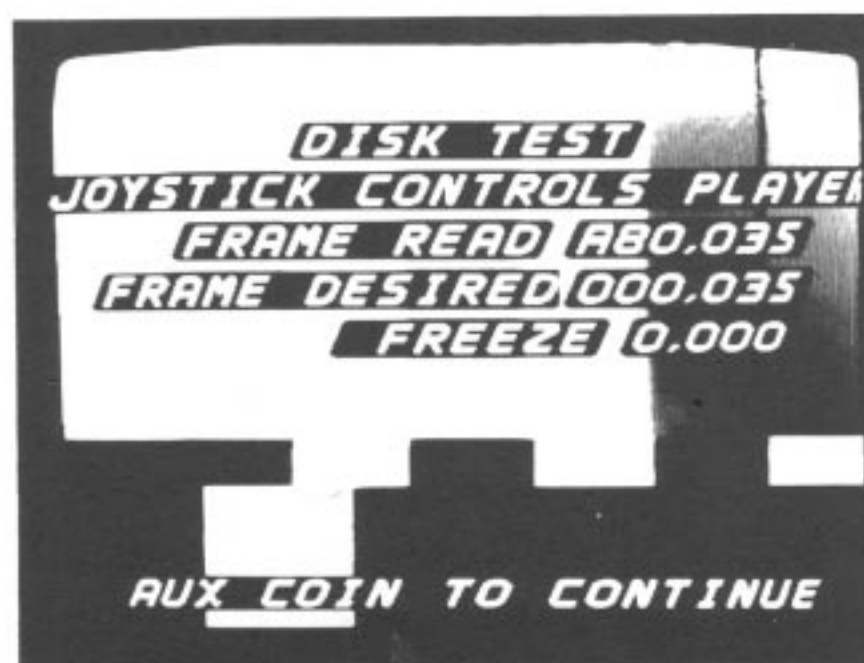 DISK TEST
JOYSTICK CONTROLS PLAYER
FRAME READ A80.035
FRAME DESIRED 000.035
FREEZE 0.000
AUX COIN TO CONTINUE